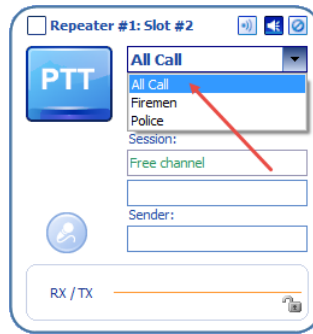 Repeater #1: Slot #2
PTT
All Call
All Call
Firemen
Police
Session:
Free channel
Sender:
RX / TX